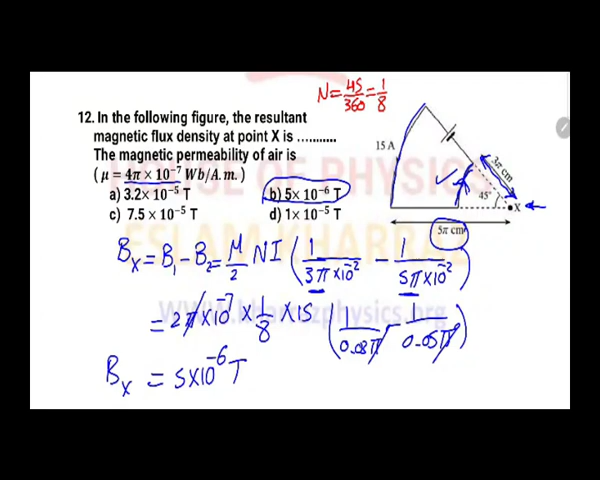 N=45/360=1/8
12. In the following figure, the resultant
magnetic flux density at point X is ...........
The magnetic permeability of air is
( μ = 4π × 10⁻⁷ Wb/A.m. )
a) 3.2× 10⁻⁵ T b) 5× 10⁻⁶ T
c) 7.5 × 10⁻⁵ T d) 1× 10⁻⁵ T
15 A
3π cm
45°
X
5π cm
Bx = B1 - B2 = M/2 NI (1/3π×10⁻² - 1/5π×10⁻²)
= 2π×10⁻⁷ × 1/8 × 15 (1/0.03π - 1/0.05π)
Bx = 5×10⁻⁶ T